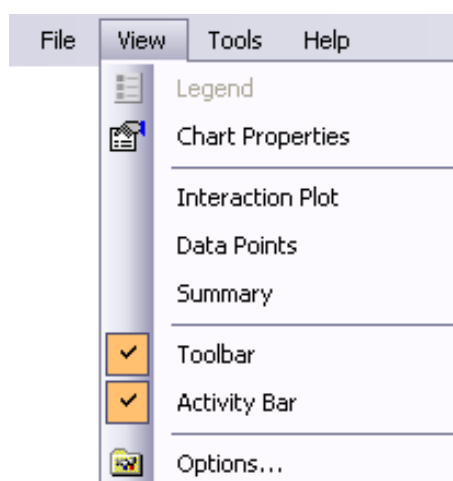 File View Tools Help
Legend
Chart Properties
Interaction Plot
Data Points
Summary
Toolbar
Activity Bar
Options...